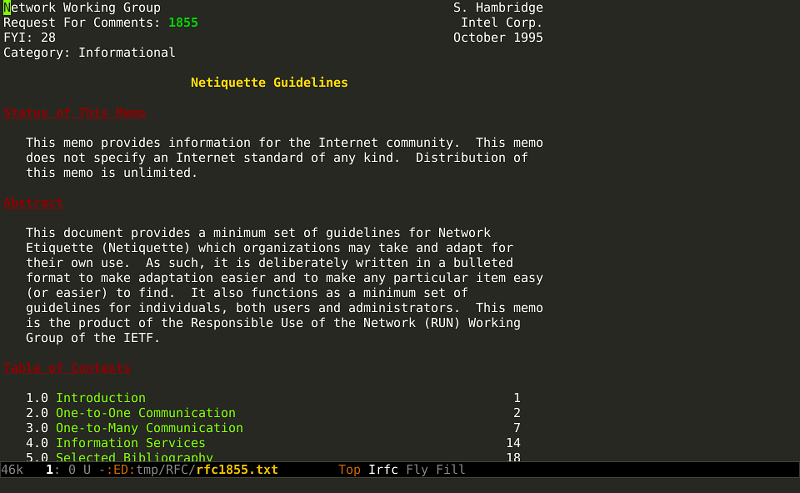 Network Working Group S. Hambridge
Request For Comments: 1855 Intel Corp.
FYI: 28 October 1995
Category: Informational
Netiquette Guidelines
Status of This Memo
This memo provides information for the Internet community. This memo
does not specify an Internet standard of any kind. Distribution of
this memo is unlimited.
Abstract
This document provides a minimum set of guidelines for Network
Etiquette (Netiquette) which organizations may take and adapt for
their own use. As such, it is deliberately written in a bulleted
format to make adaptation easier and to make any particular item easy
(or easier) to find. It also functions as a minimum set of
guidelines for individuals, both users and administrators. This memo
is the product of the Responsible Use of the Network (RUN) Working
Group of the IETF.
Table of Contents
1.0 Introduction 1
2.0 One-to-One Communication 2
3.0 One-to-Many Communication 7
4.0 Information Services 14
5.0 Selected Bibliography 18
46k 1: 0 U -:ED:tmp/RFC/rfc1855.txt Top Irfc Fly Fill